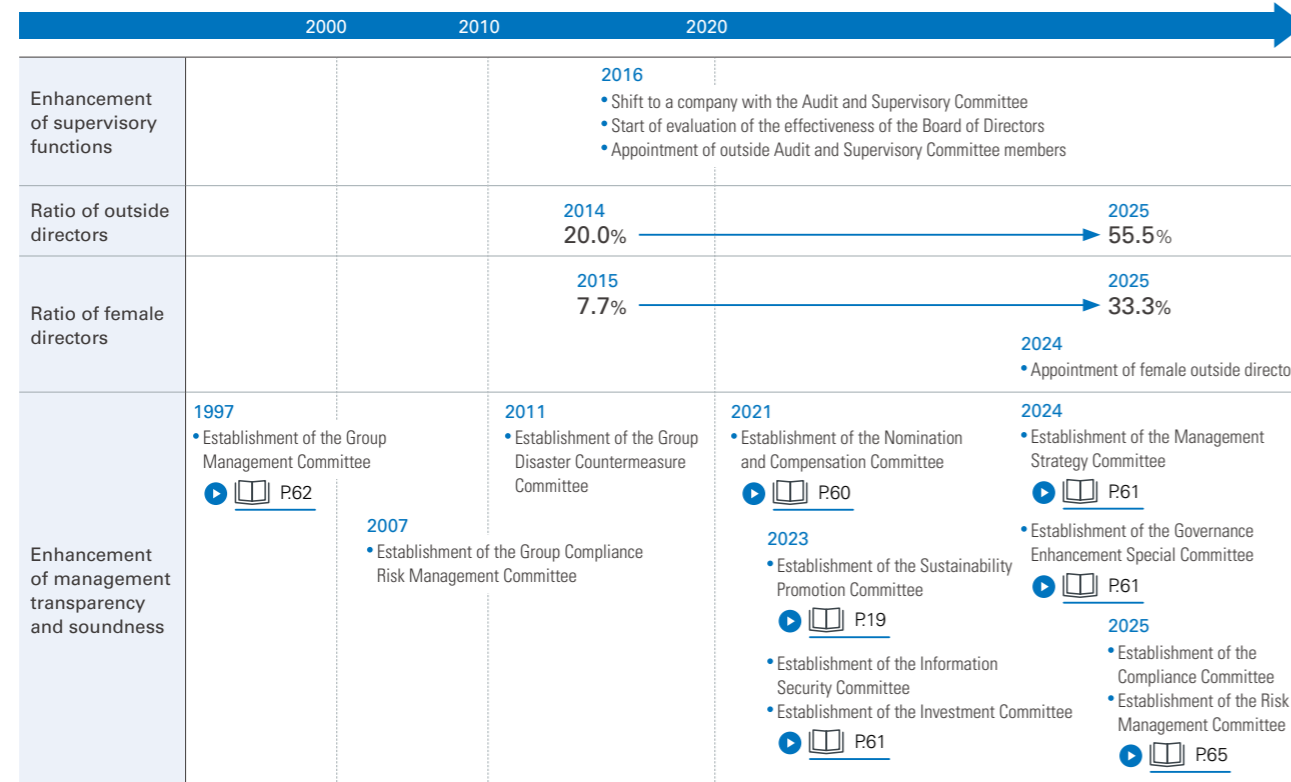 2000 2010 2020
Enhancement
of supervisory
functions
2016
• Shift to a company with the Audit and Supervisory Committee
• Start of evaluation of the effectiveness of the Board of Directors
• Appointment of outside Audit and Supervisory Committee members
Ratio of outside
directors
2014
20.0%
2025
55.5%
Ratio of female
directors
2015
7.7%
2025
33.3%
2024
• Appointment of female outside directo
Enhancement
of management
transparency
and soundness
1997
• Establishment of the Group
Management Committee
P.62
2007
• Establishment of the Group Compliance
Risk Management Committee
2011
• Establishment of the Group
Disaster Countermeasure
Committee
2021
• Establishment of the Nomination
and Compensation Committee
P.60
2023
• Establishment of the Sustainability
Promotion Committee
P.19
• Establishment of the Information
Security Committee
• Establishment of the Investment Committee
P.61
2024
• Establishment of the Management
Strategy Committee
P.61
• Establishment of the Governance
Enhancement Special Committee
P.61
2025
• Establishment of the
Compliance Committee
• Establishment of the Risk
Management Committee
P.65